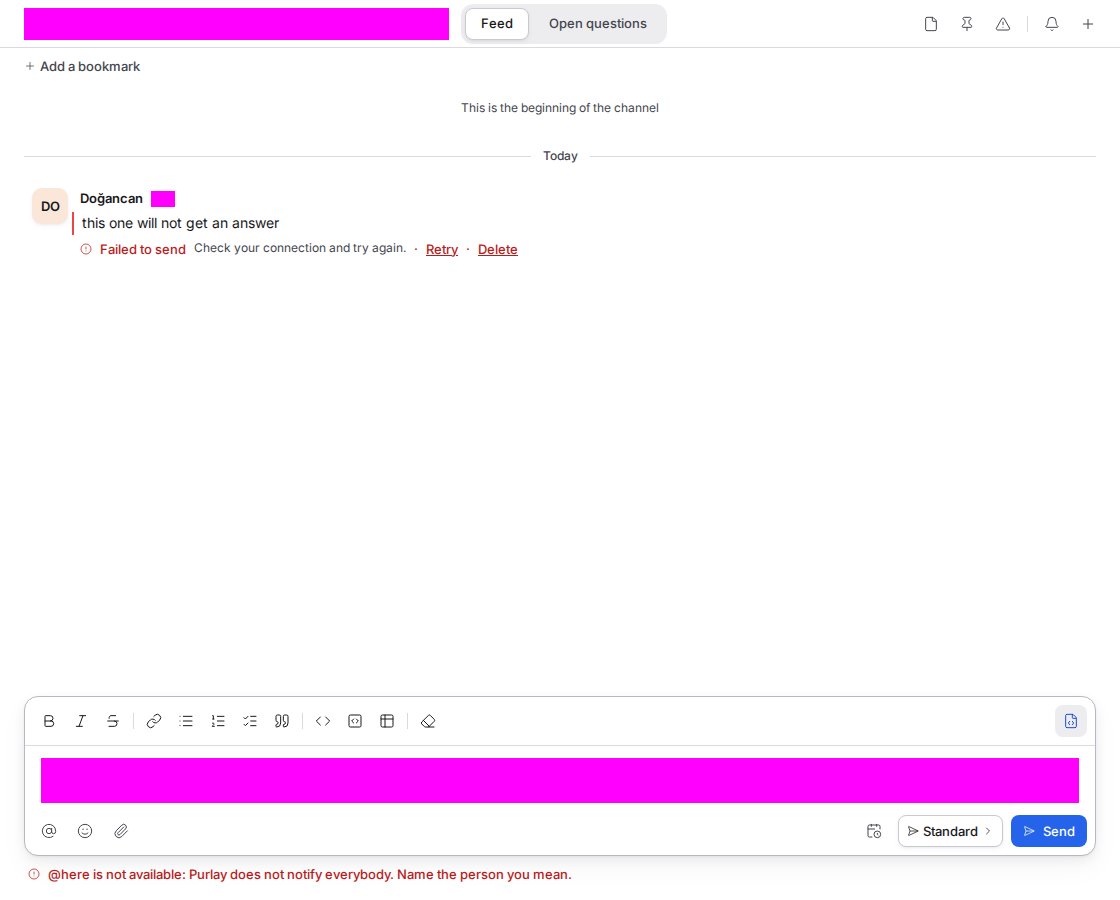 Feed Open questions
Add a bookmark
This is the beginning of the channel
Today
DO Doğancan
this one will not get an answer
Failed to send Check your connection and try again. · Retry · Delete
Standard Send
@here is not available: Purlay does not notify everybody. Name the person you mean.